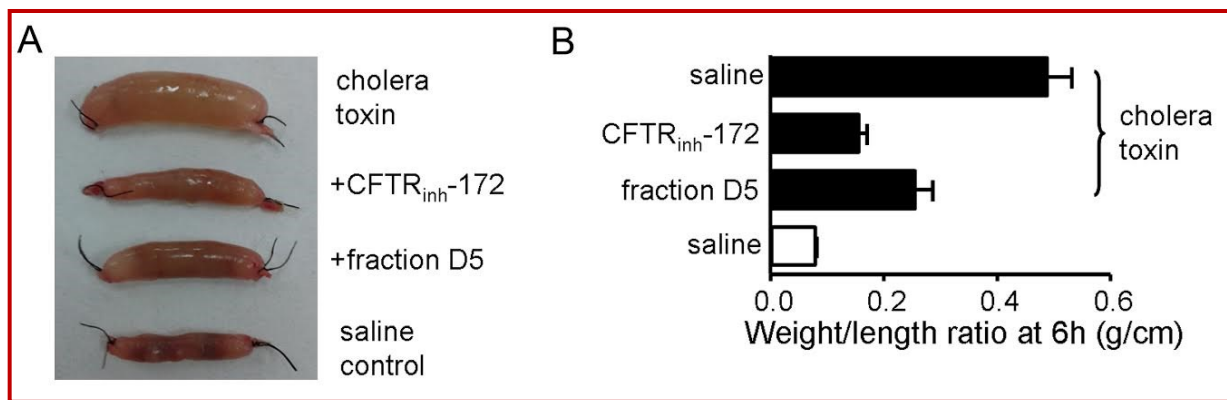 A
cholera
toxin
+CFTRinh-172
+fraction D5
saline
control
B
saline
CFTRinh-172
fraction D5
saline
cholera
toxin
0.0 0.2 0.4 0.6
Weight/length ratio at 6h (g/cm)